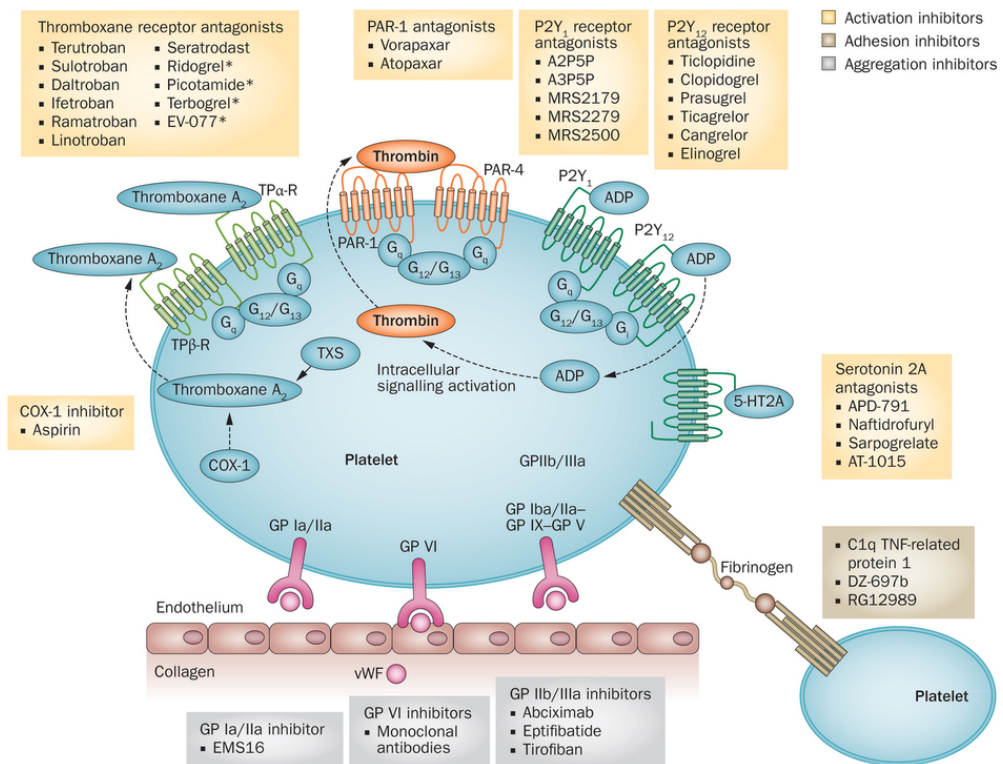 Thromboxane receptor antagonists
▪ Terutroban
▪ Sulotroban
▪ Daltroban
▪ Ifetroban
▪ Ramatroban
▪ Linotroban
▪ Seratrodast
▪ Ridogrel*
▪ Picotamide*
▪ Terbogrel*
▪ EV-077*
PAR-1 antagonists
▪ Vorapaxar
▪ Atopaxar
P2Y₁ receptor
antagonists
▪ A2P5P
▪ A3P5P
▪ MRS2179
▪ MRS2279
▪ MRS2500
P2Y₁₂ receptor
antagonists
▪ Ticlopidine
▪ Clopidogrel
▪ Prasugrel
▪ Ticagrelor
▪ Cangrelor
▪ Elinogrel
Activation inhibitors
Adhesion inhibitors
Aggregation inhibitors
Thrombin
PAR-4
PAR-1
Gq
G₁₂/G₁₃
Gq
Thromboxane A₂
TPα-R
Thromboxane A₂
Gq
G₁₂/G₁₃
Gq
TPβ-R
P2Y₁
ADP
P2Y₁₂
ADP
Gq
G₁₂/G₁₃
Gi
Thrombin
Intracellular
signalling activation
ADP
TXS
Thromboxane A₂
COX-1
5-HT2A
COX-1 inhibitor
▪ Aspirin
Serotonin 2A
antagonists
▪ APD-791
▪ Naftidrofuryl
▪ Sarpogrelate
▪ AT-1015
Platelet
GPIIb/IIIa
GP Ia/IIa
GP VI
GP Iba/IIa–
GP IX–GP V
Fibrinogen
▪ C1q TNF-related
protein 1
▪ DZ-697b
▪ RG12989
Endothelium
Collagen
vWF
Platelet
GP Ia/IIa inhibitor
▪ EMS16
GP VI inhibitors
▪ Monoclonal
antibodies
GP IIb/IIIa inhibitors
▪ Abciximab
▪ Eptifibatide
▪ Tirofiban